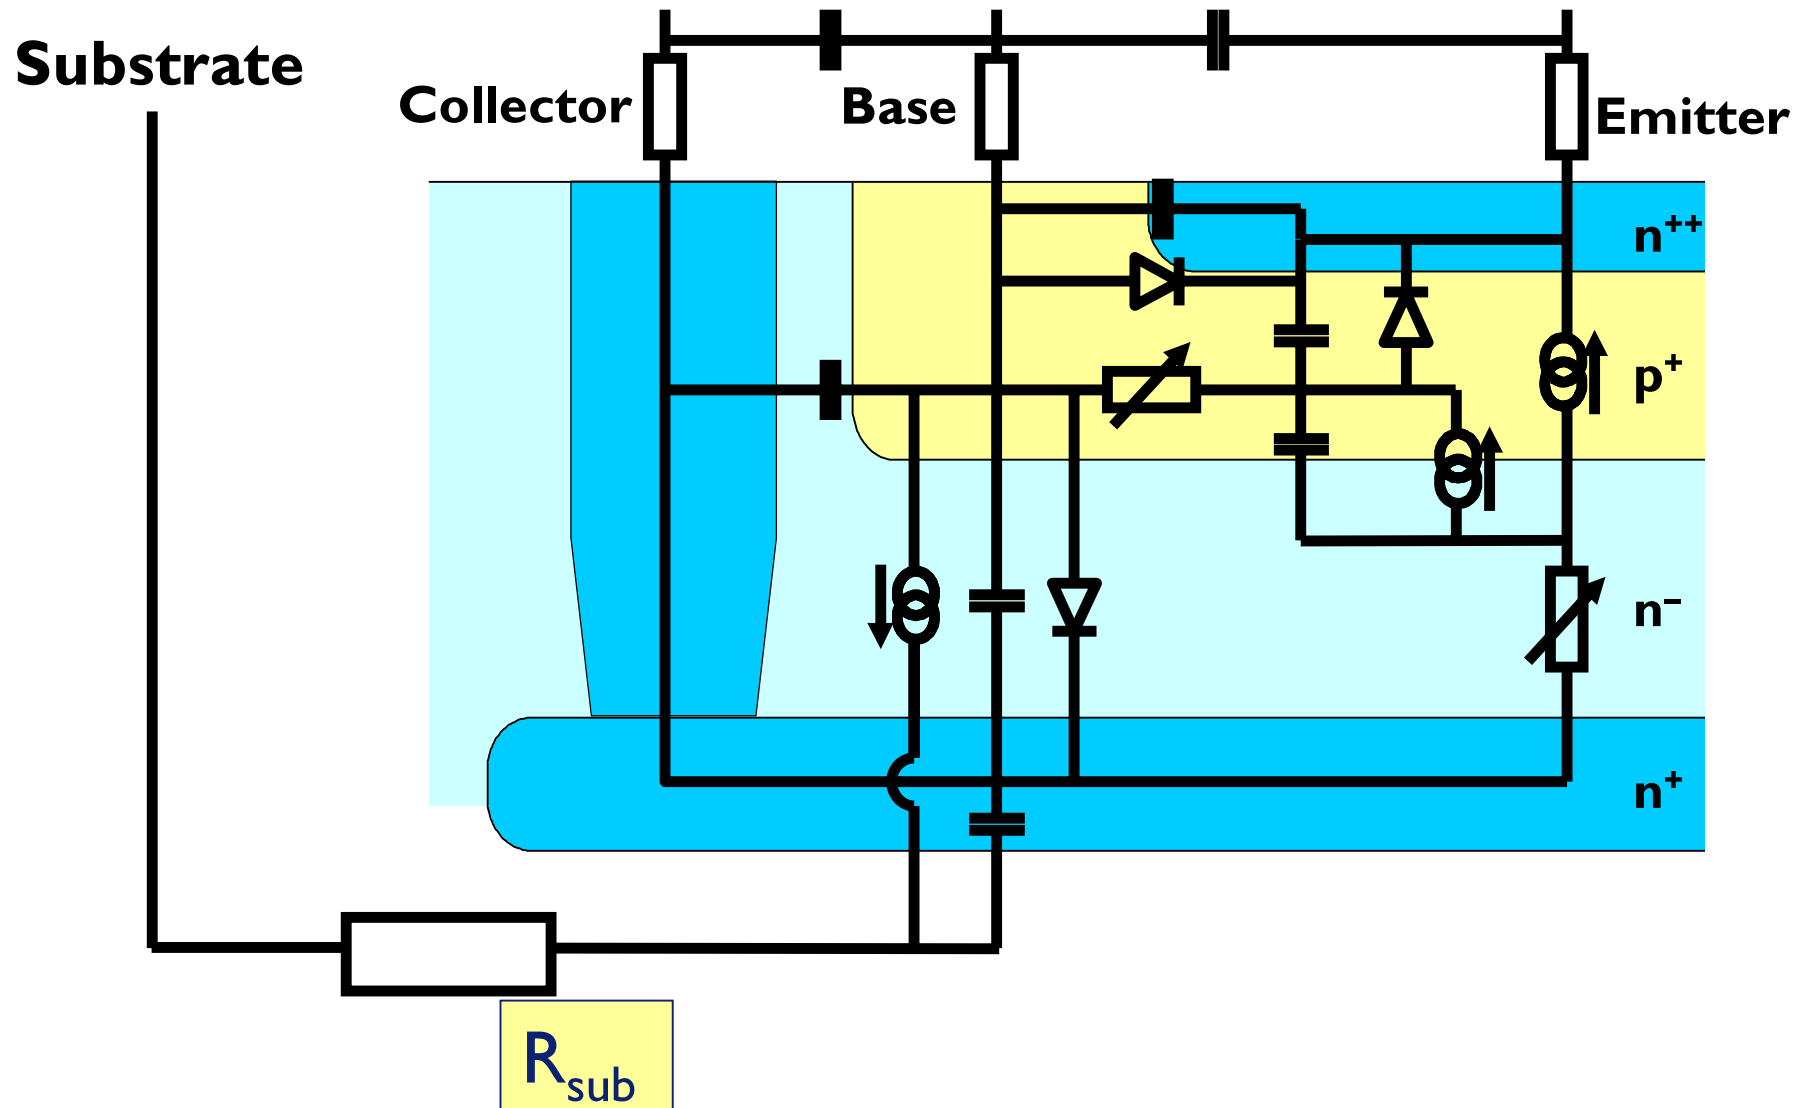 Substrate
Collector
Base
Emitter
n++
p+
n−
n+
Rsub